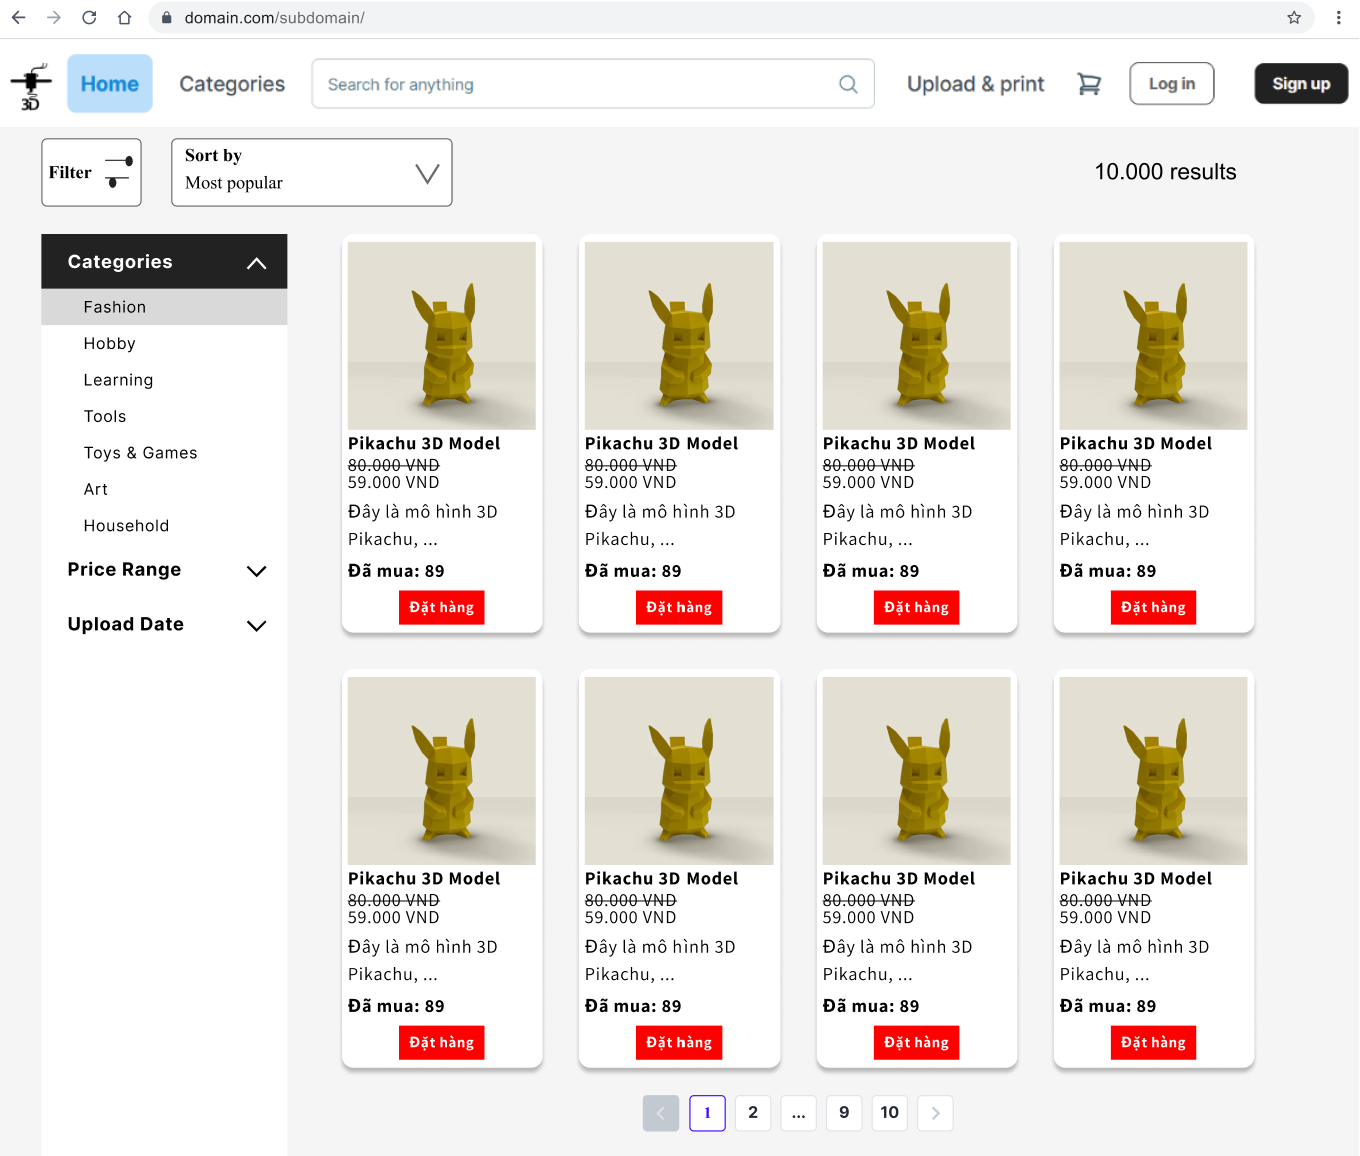 domain.com/subdomain/
3D
Home
Categories
Search for anything
Upload & print
Log in
Sign up
Filter
Sort by
Most popular
10.000 results
Categories
Fashion
Hobby
Learning
Tools
Toys & Games
Art
Household
Price Range
Upload Date
Pikachu 3D Model
80.000 VND
59.000 VND
Đây là mô hình 3D
Pikachu, ...
Đã mua: 89
Đặt hàng
Pikachu 3D Model
80.000 VND
59.000 VND
Đây là mô hình 3D
Pikachu, ...
Đã mua: 89
Đặt hàng
Pikachu 3D Model
80.000 VND
59.000 VND
Đây là mô hình 3D
Pikachu, ...
Đã mua: 89
Đặt hàng
Pikachu 3D Model
80.000 VND
59.000 VND
Đây là mô hình 3D
Pikachu, ...
Đã mua: 89
Đặt hàng
Pikachu 3D Model
80.000 VND
59.000 VND
Đây là mô hình 3D
Pikachu, ...
Đã mua: 89
Đặt hàng
Pikachu 3D Model
80.000 VND
59.000 VND
Đây là mô hình 3D
Pikachu, ...
Đã mua: 89
Đặt hàng
Pikachu 3D Model
80.000 VND
59.000 VND
Đây là mô hình 3D
Pikachu, ...
Đã mua: 89
Đặt hàng
Pikachu 3D Model
80.000 VND
59.000 VND
Đây là mô hình 3D
Pikachu, ...
Đã mua: 89
Đặt hàng
1 2 ... 9 10